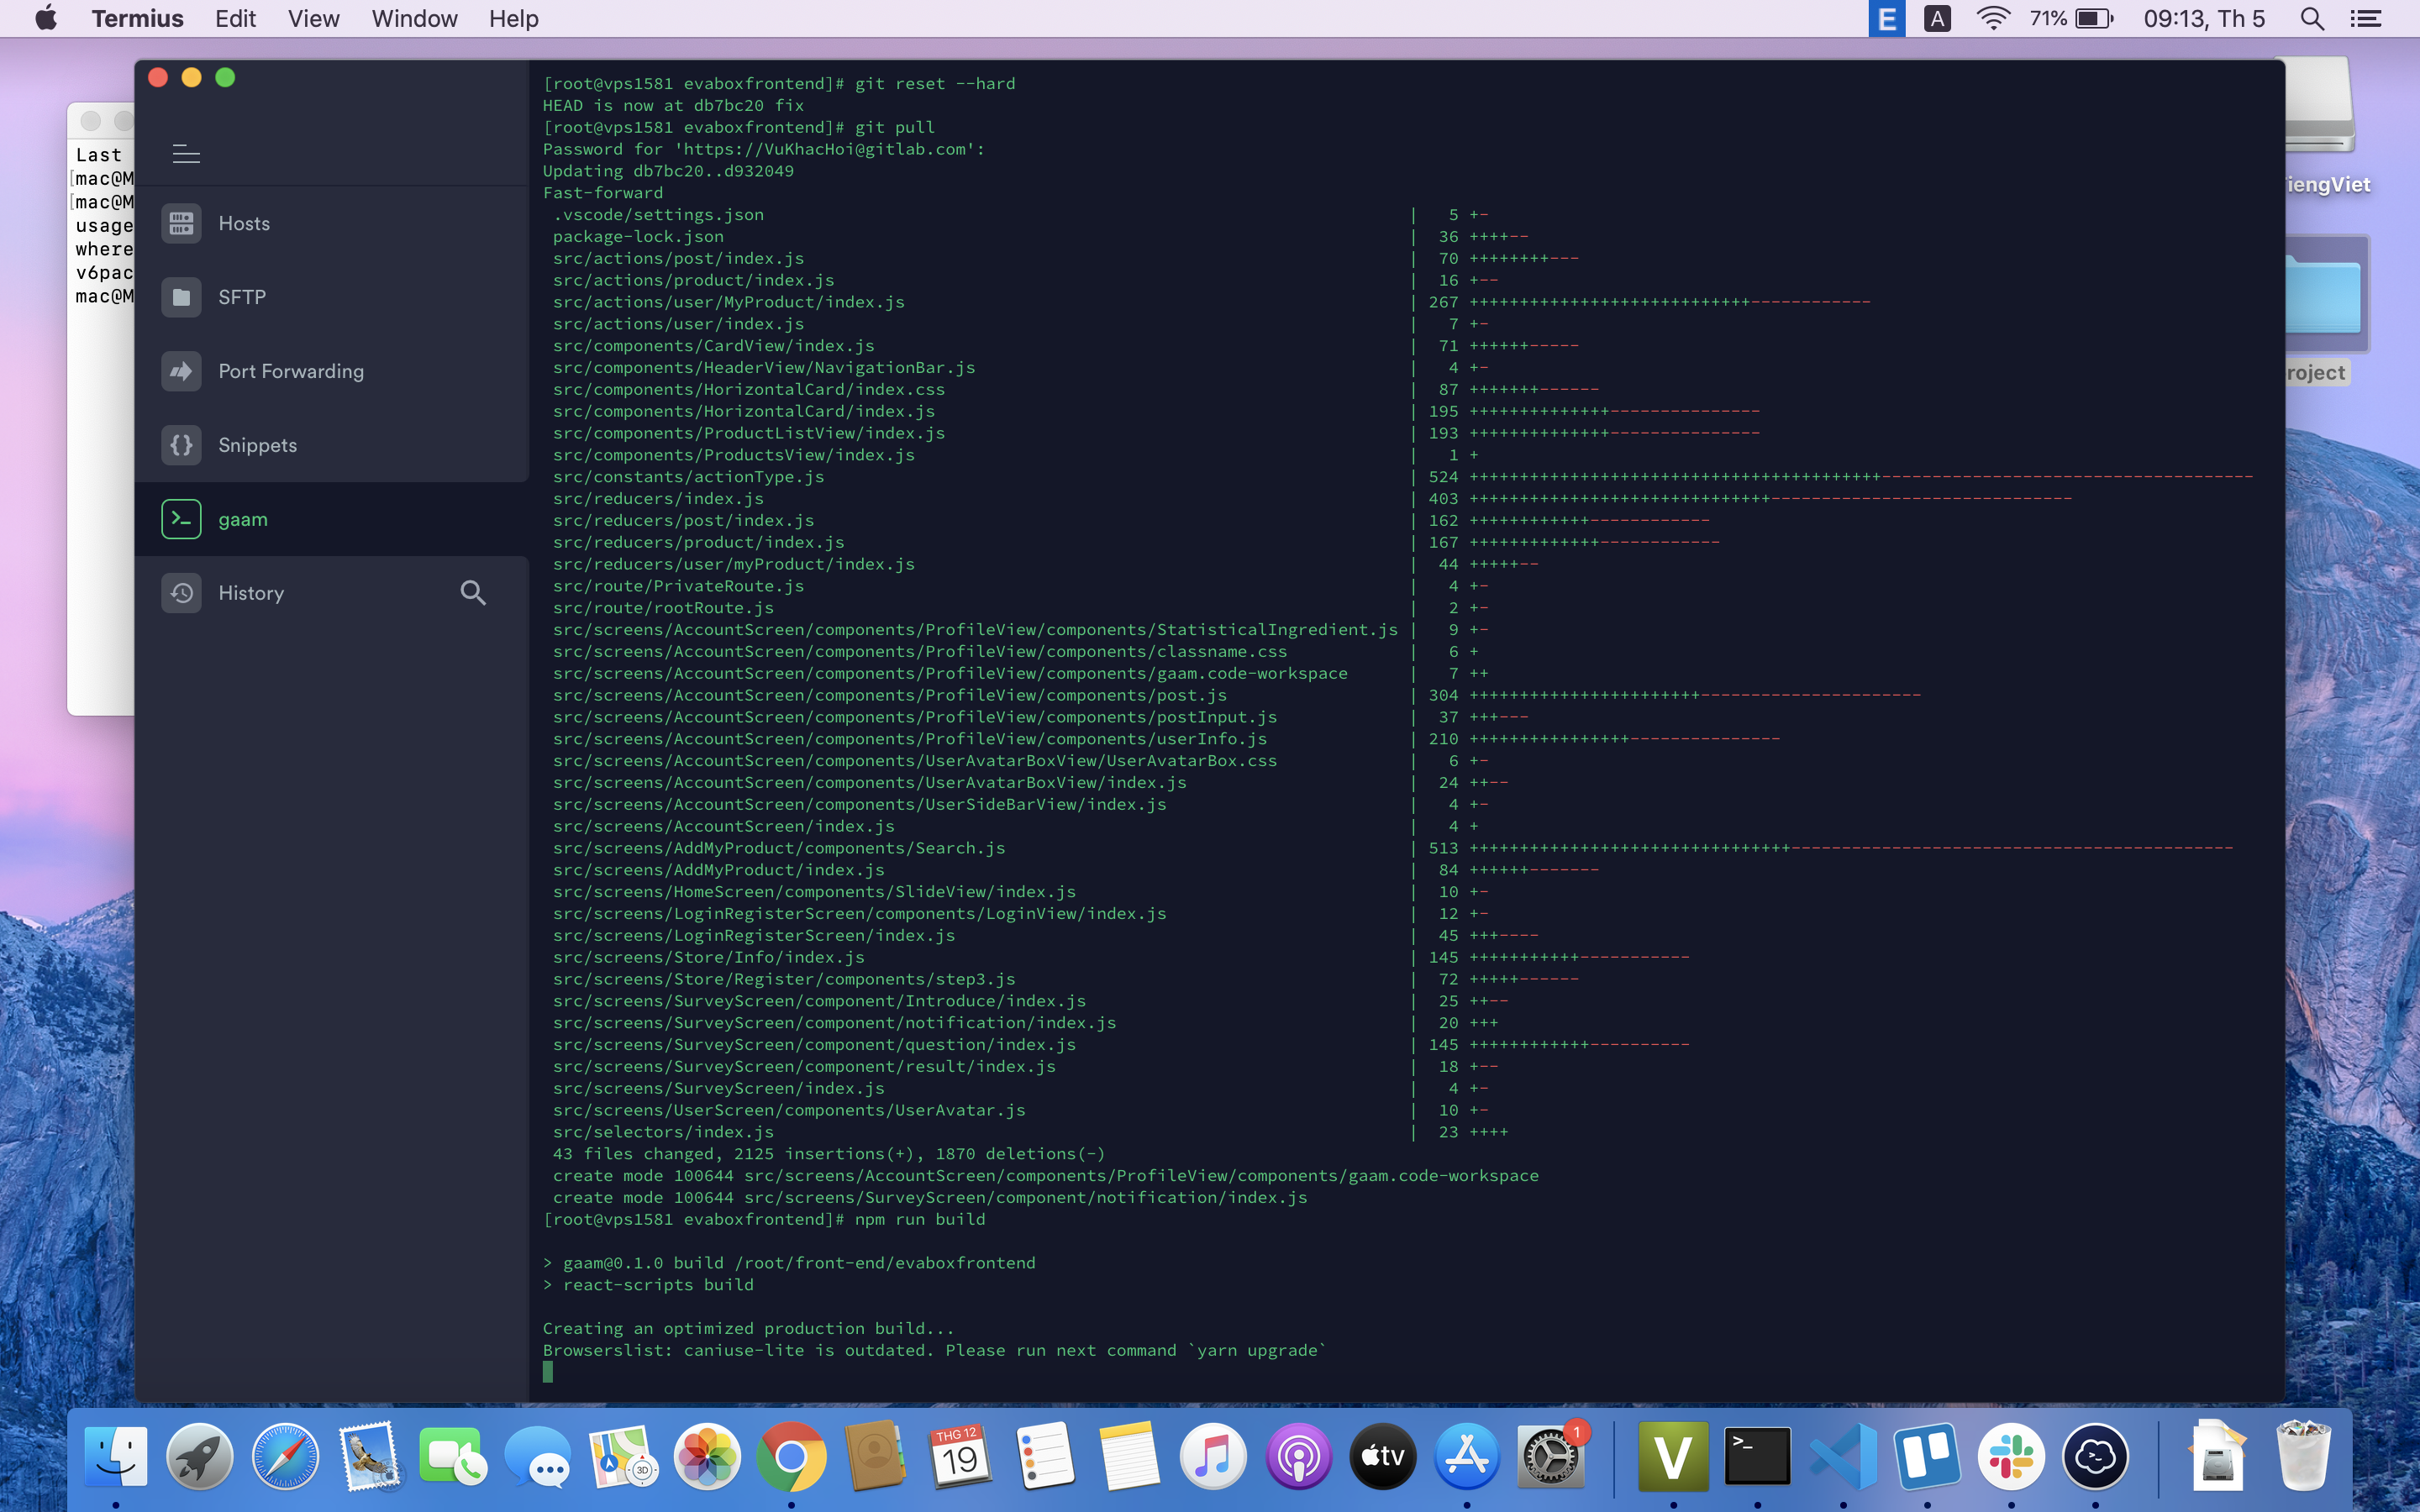 Termius Edit View Window Help
E A 71% 09:13, Th 5
Last
[mac@M
[mac@M
usage
where
v6pac
mac@M
Hosts
SFTP
Port Forwarding
Snippets
gaam
History
[root@vps1581 evaboxfrontend]# git reset --hard
HEAD is now at db7bc20 fix
[root@vps1581 evaboxfrontend]# git pull
Password for 'https://VuKhacHoi@gitlab.com':
Updating db7bc20..d932049
Fast-forward
.vscode/settings.json | 5 +-
package-lock.json | 36 ++++--
src/actions/post/index.js | 70 ++++++++---
src/actions/product/index.js | 16 +--
src/actions/user/MyProduct/index.js | 267 ++++++++++++++++++++++++++++------------
src/actions/user/index.js | 7 +-
src/components/CardView/index.js | 71 ++++++-----
src/components/HeaderView/NavigationBar.js | 4 +-
src/components/HorizontalCard/index.css | 87 +++++++------
src/components/HorizontalCard/index.js | 195 ++++++++++++++---------------
src/components/ProductListView/index.js | 193 ++++++++++++++---------------
src/components/ProductsView/index.js | 1 +
src/constants/actionType.js | 524 +++++++++++++++++++++++++++++++++++++++++-------------------------------------
src/reducers/index.js | 403 ++++++++++++++++++++++++++++++------------------------------
src/reducers/post/index.js | 162 ++++++++++++------------
src/reducers/product/index.js | 167 +++++++++++++------------
src/reducers/user/myProduct/index.js | 44 +++++--
src/route/PrivateRoute.js | 4 +-
src/route/rootRoute.js | 2 +-
src/screens/AccountScreen/components/ProfileView/components/StatisticalIngredient.js | 9 +-
src/screens/AccountScreen/components/ProfileView/components/classname.css | 6 +
src/screens/AccountScreen/components/ProfileView/components/gaam.code-workspace | 7 ++
src/screens/AccountScreen/components/ProfileView/components/post.js | 304 +++++++++++++++++++++++----------------------
src/screens/AccountScreen/components/ProfileView/components/postInput.js | 37 +++---
src/screens/AccountScreen/components/ProfileView/components/userInfo.js | 210 ++++++++++++++++---------------
src/screens/AccountScreen/components/UserAvatarBoxView/UserAvatarBox.css | 6 +-
src/screens/AccountScreen/components/UserAvatarBoxView/index.js | 24 ++--
src/screens/AccountScreen/components/UserSideBarView/index.js | 4 +-
src/screens/AccountScreen/index.js | 4 +
src/screens/AddMyProduct/components/Search.js | 513 ++++++++++++++++++++++++++++++++--------------------------------------------
src/screens/AddMyProduct/index.js | 84 ++++++-------
src/screens/HomeScreen/components/SlideView/index.js | 10 +-
src/screens/LoginRegisterScreen/components/LoginView/index.js | 12 +-
src/screens/LoginRegisterScreen/index.js | 45 +++----
src/screens/Store/Info/index.js | 145 +++++++++++-----------
src/screens/Store/Register/components/step3.js | 72 +++++------
src/screens/SurveyScreen/component/Introduce/index.js | 25 ++--
src/screens/SurveyScreen/component/notification/index.js | 20 +++
src/screens/SurveyScreen/component/question/index.js | 145 ++++++++++++----------
src/screens/SurveyScreen/component/result/index.js | 18 +--
src/screens/SurveyScreen/index.js | 4 +-
src/screens/UserScreen/components/UserAvatar.js | 10 +-
src/selectors/index.js | 23 ++++
43 files changed, 2125 insertions(+), 1870 deletions(-)
create mode 100644 src/screens/AccountScreen/components/ProfileView/components/gaam.code-workspace
create mode 100644 src/screens/SurveyScreen/component/notification/index.js
[root@vps1581 evaboxfrontend]# npm run build
> gaam@0.1.0 build /root/front-end/evaboxfrontend
> react-scripts build
Creating an optimized production build...
Browserslist: caniuse-lite is outdated. Please run next command `yarn upgrade`
iengViet
roject
THG 12
19
3D
tv
1
V
>_